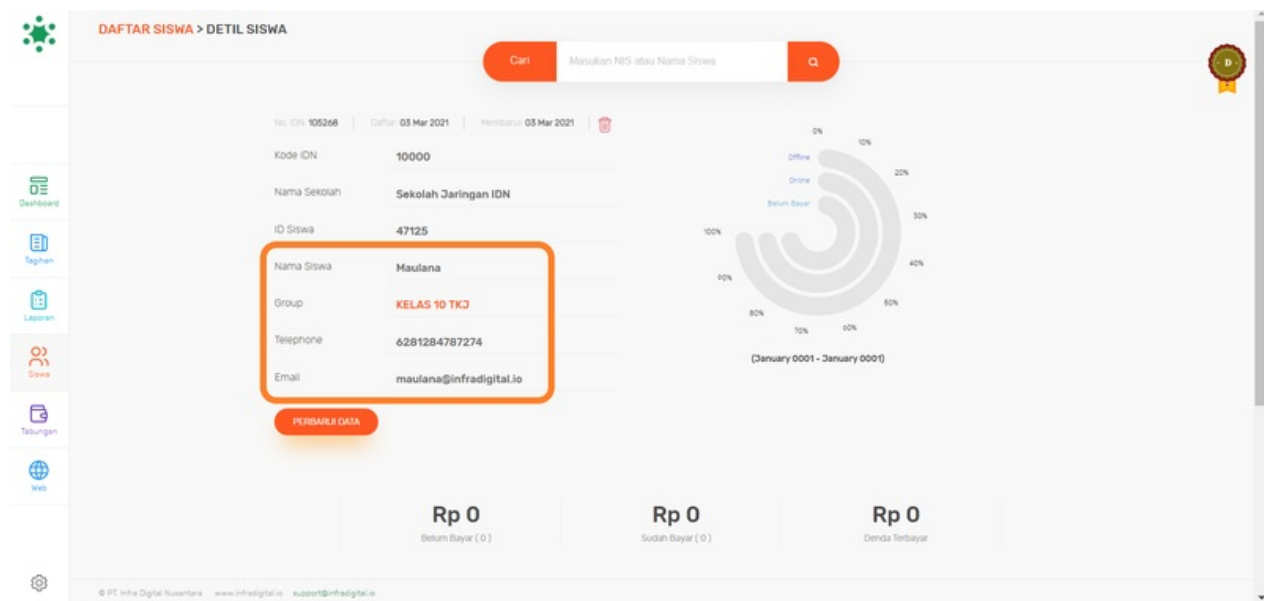 DAFTAR SISWA > DETIL SISWA
Cari Masukan NIS atau Nama Siswa
D
No. IDN: 105268 Daftar: 03 Mar 2021 Membarui: 03 Mar 2021
Kode IDN 10000
Nama Sekolah Sekolah Jaringan IDN
ID Siswa 47125
Nama Siswa Maulana
Group KELAS 10 TKJ
Telephone 6281284787274
Email maulana@infradigital.io
PERBARUI DATA
0%
10%
20%
30%
40%
50%
60%
70%
80%
90%
100%
Offline
Online
Belum Bayar
(January 0001 - January 0001)
Dashboard
Tagihan
Laporan
Siswa
Tabungan
Web
Rp 0 Rp 0 Rp 0
Belum Bayar ( 0 ) Sudah Bayar ( 0 ) Denda Terbayar
© PT. Infra Digital Nusantara www.infradigital.io support@infradigital.io